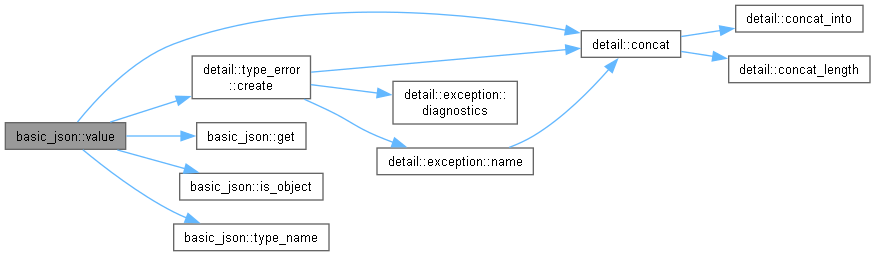 basic_json::value
detail::type_error
::create
basic_json::get
basic_json::is_object
basic_json::type_name
detail::exception::
diagnostics
detail::exception::name
detail::concat
detail::concat_into
detail::concat_length